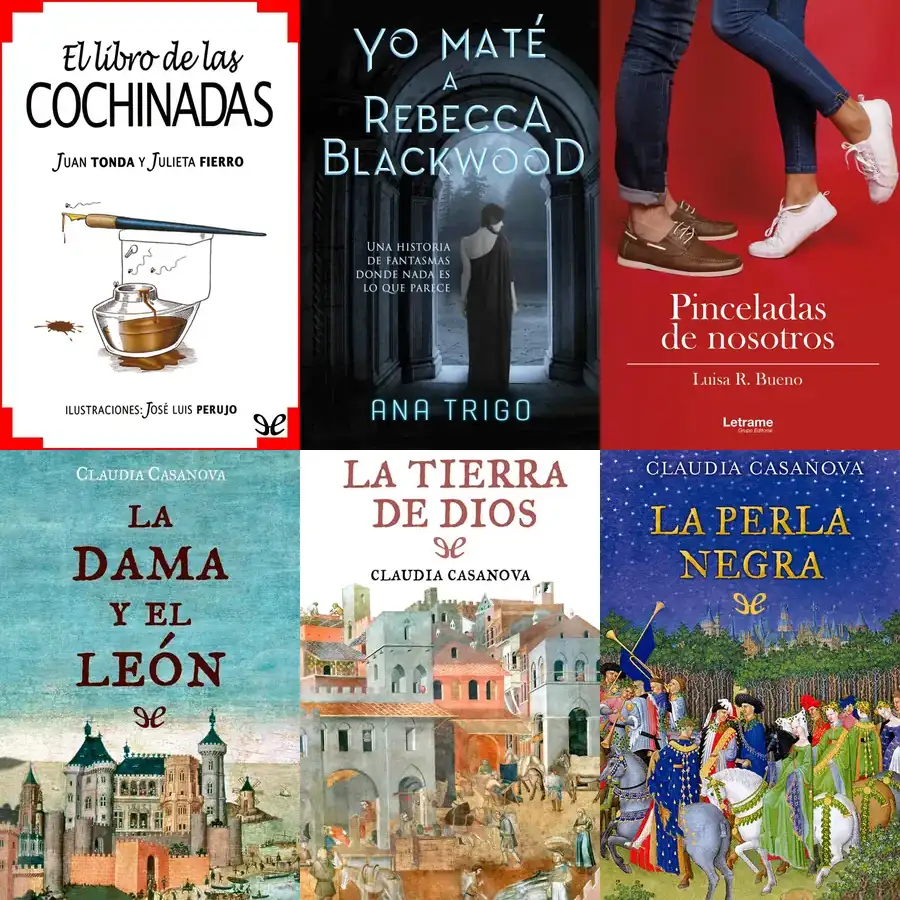 El libro de las
COCHINADAS
JUAN TONDA Y JULIETA FIERRO
ILUSTRACIONES: JOSÉ LUIS PERUJO
YO MATÉ
A
REBECCA
BLACKWOOD
UNA HISTORIA
DE FANTASMAS
DONDE NADA ES
LO QUE PARECE
ANA TRIGO
Pinceladas
de nosotros
Luisa R. Bueno
Letrame
Grupo Editorial
CLAUDIA CASANOVA
LA
DAMA
Y EL
LEÓN
LA TIERRA
DE DIOS
CLAUDIA CASANOVA
CLAUDIA CASANOVA
LA PERLA
NEGRA